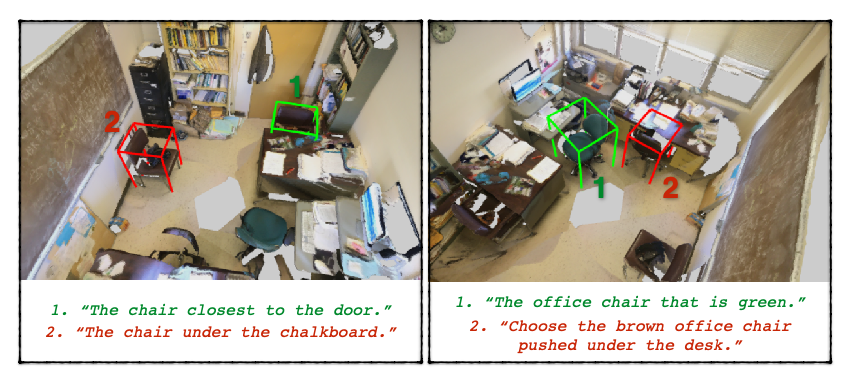 1
2
1. “The chair closest to the door.”
2. “The chair under the chalkboard.”
1
2
1. “The office chair that is green.”
2. “Choose the brown office chair
pushed under the desk.”